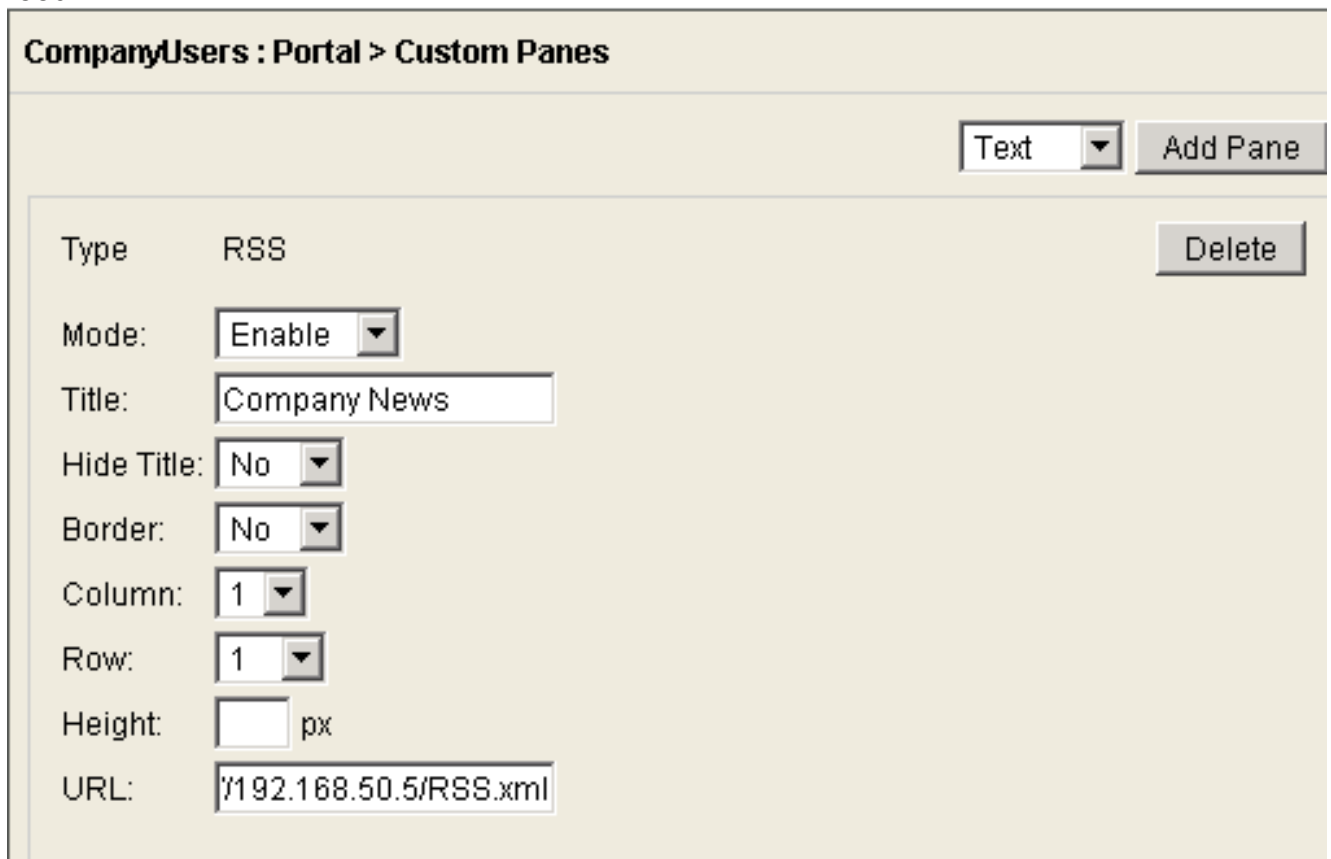 CompanyUsers : Portal > Custom Panes
Text Add Pane
Type RSS Delete
Mode: Enable
Title: Company News
Hide Title: No
Border: No
Column: 1
Row: 1
Height: px
URL: /192.168.50.5/RSS.xml